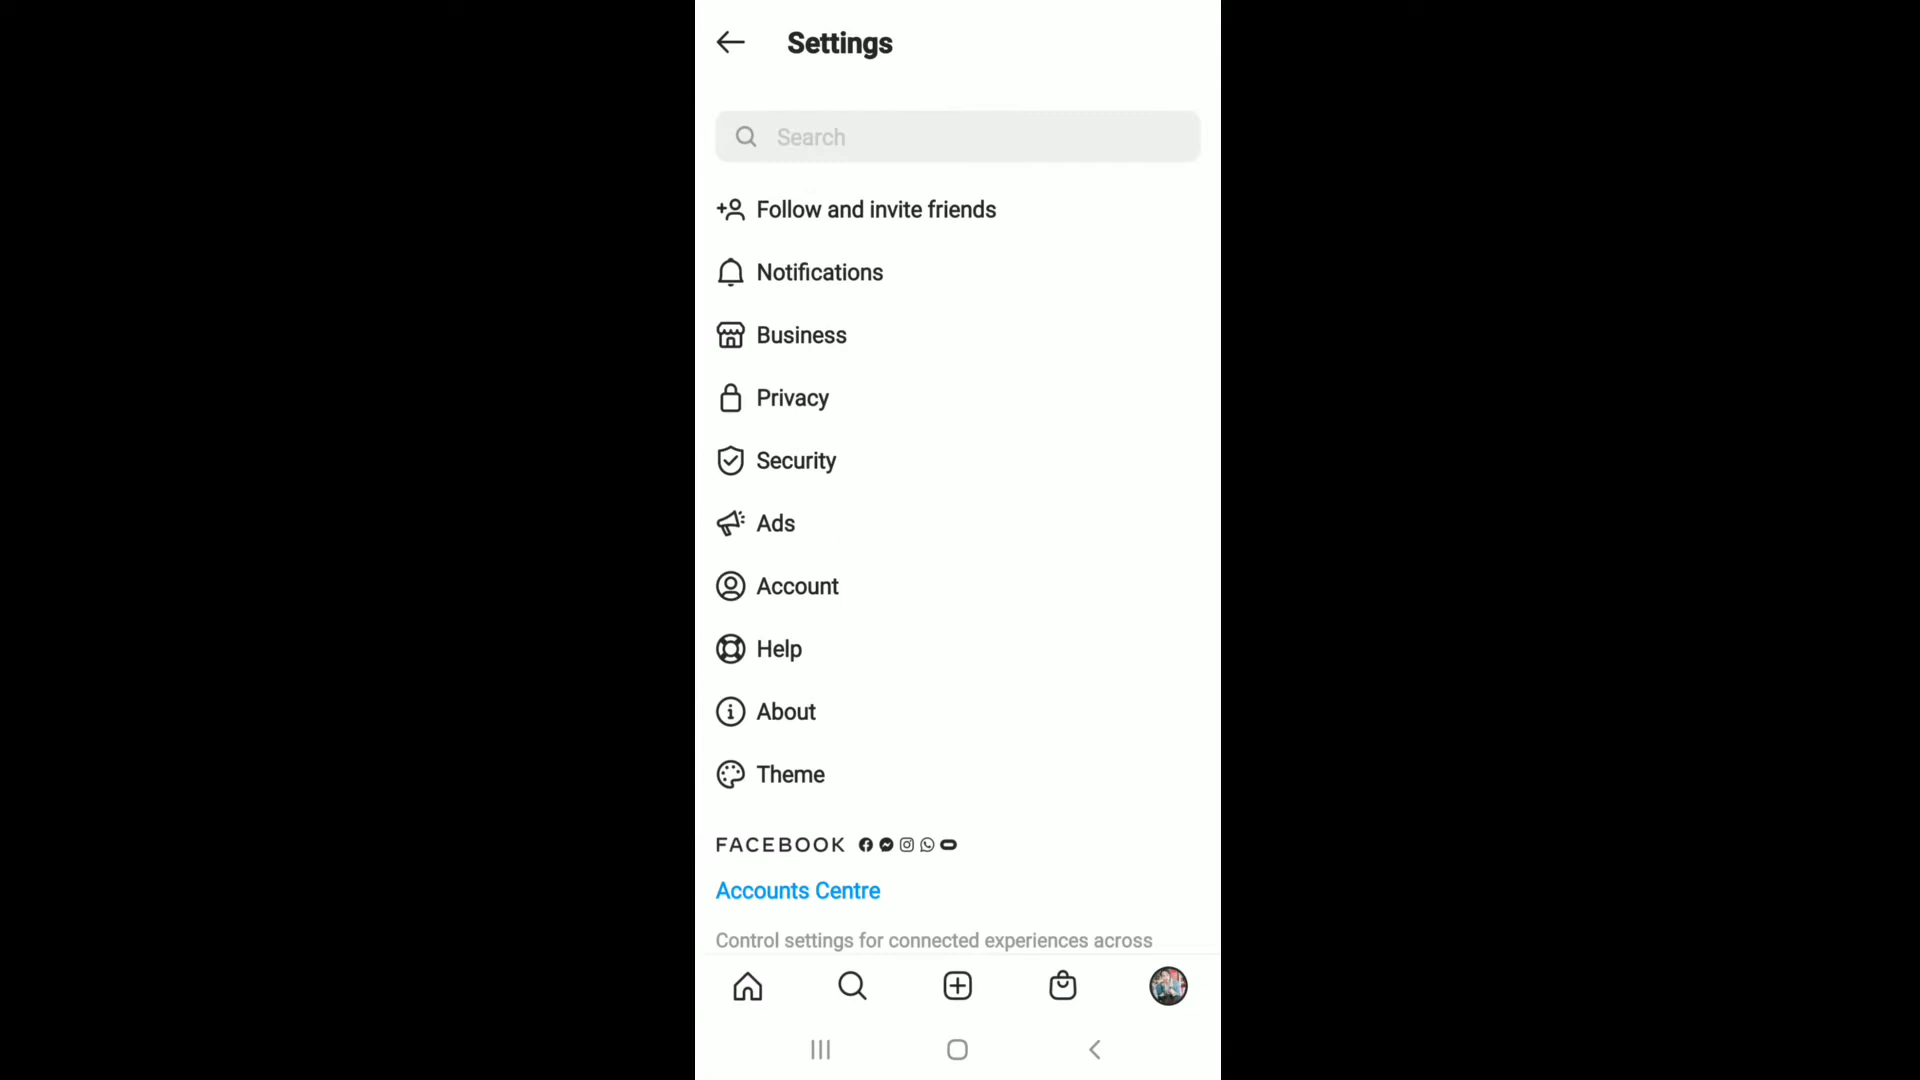 Settings
Search
Follow and invite friends
Notifications
Business
Privacy
Security
Ads
Account
Help
About
Theme
FACEBOOK
Accounts Centre
Control settings for connected experiences across